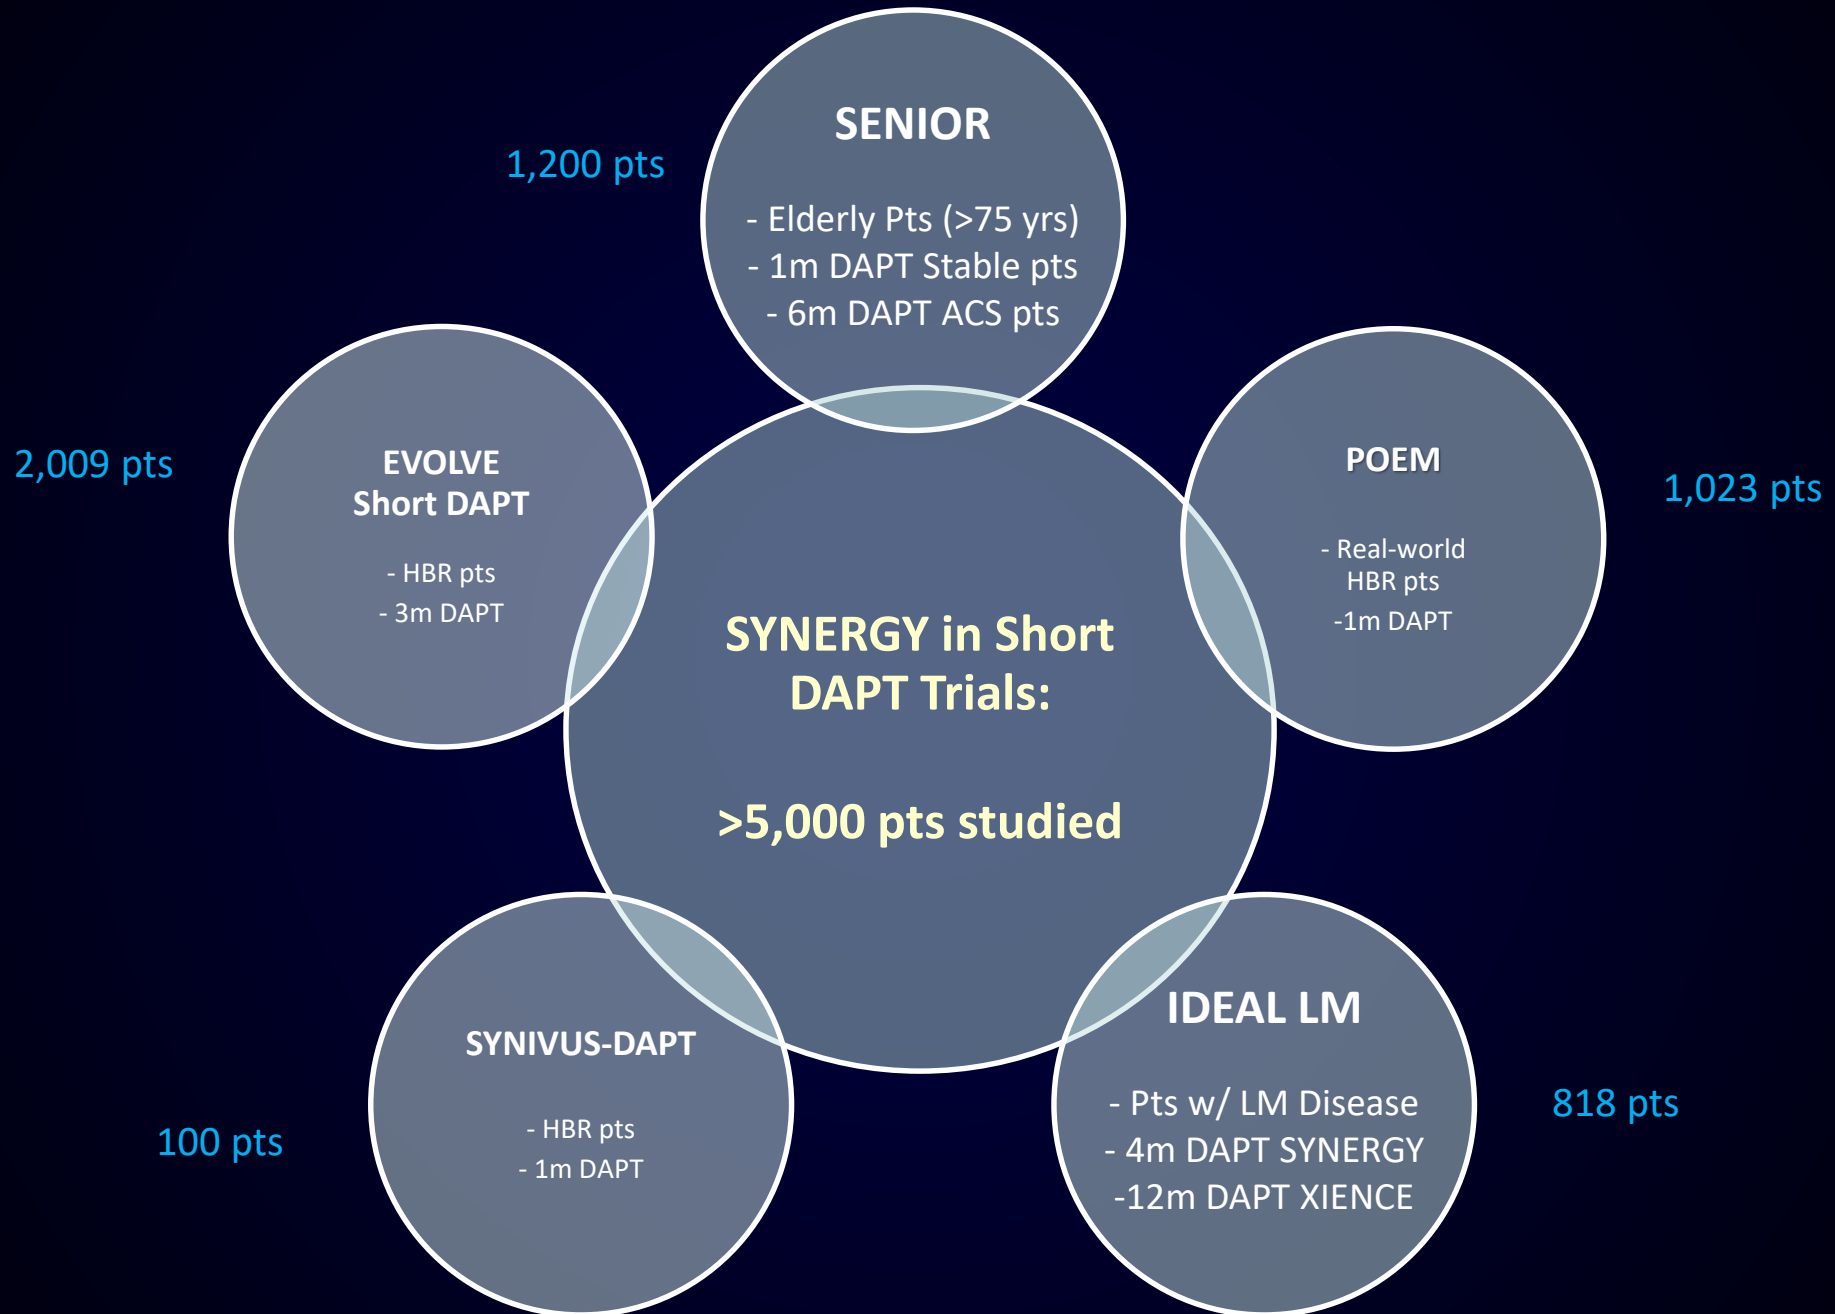 SENIOR
1,200 pts
- Elderly Pts (>75 yrs)
- 1m DAPT Stable pts
- 6m DAPT ACS pts
2,009 pts
EVOLVE
Short DAPT
- HBR pts
- 3m DAPT
POEM
- Real-world
HBR pts
-1m DAPT
1,023 pts
SYNERGY in Short
DAPT Trials:
>5,000 pts studied
SYNIVUS-DAPT
- HBR pts
- 1m DAPT
100 pts
IDEAL LM
- Pts w/ LM Disease
- 4m DAPT SYNERGY
-12m DAPT XIENCE
818 pts